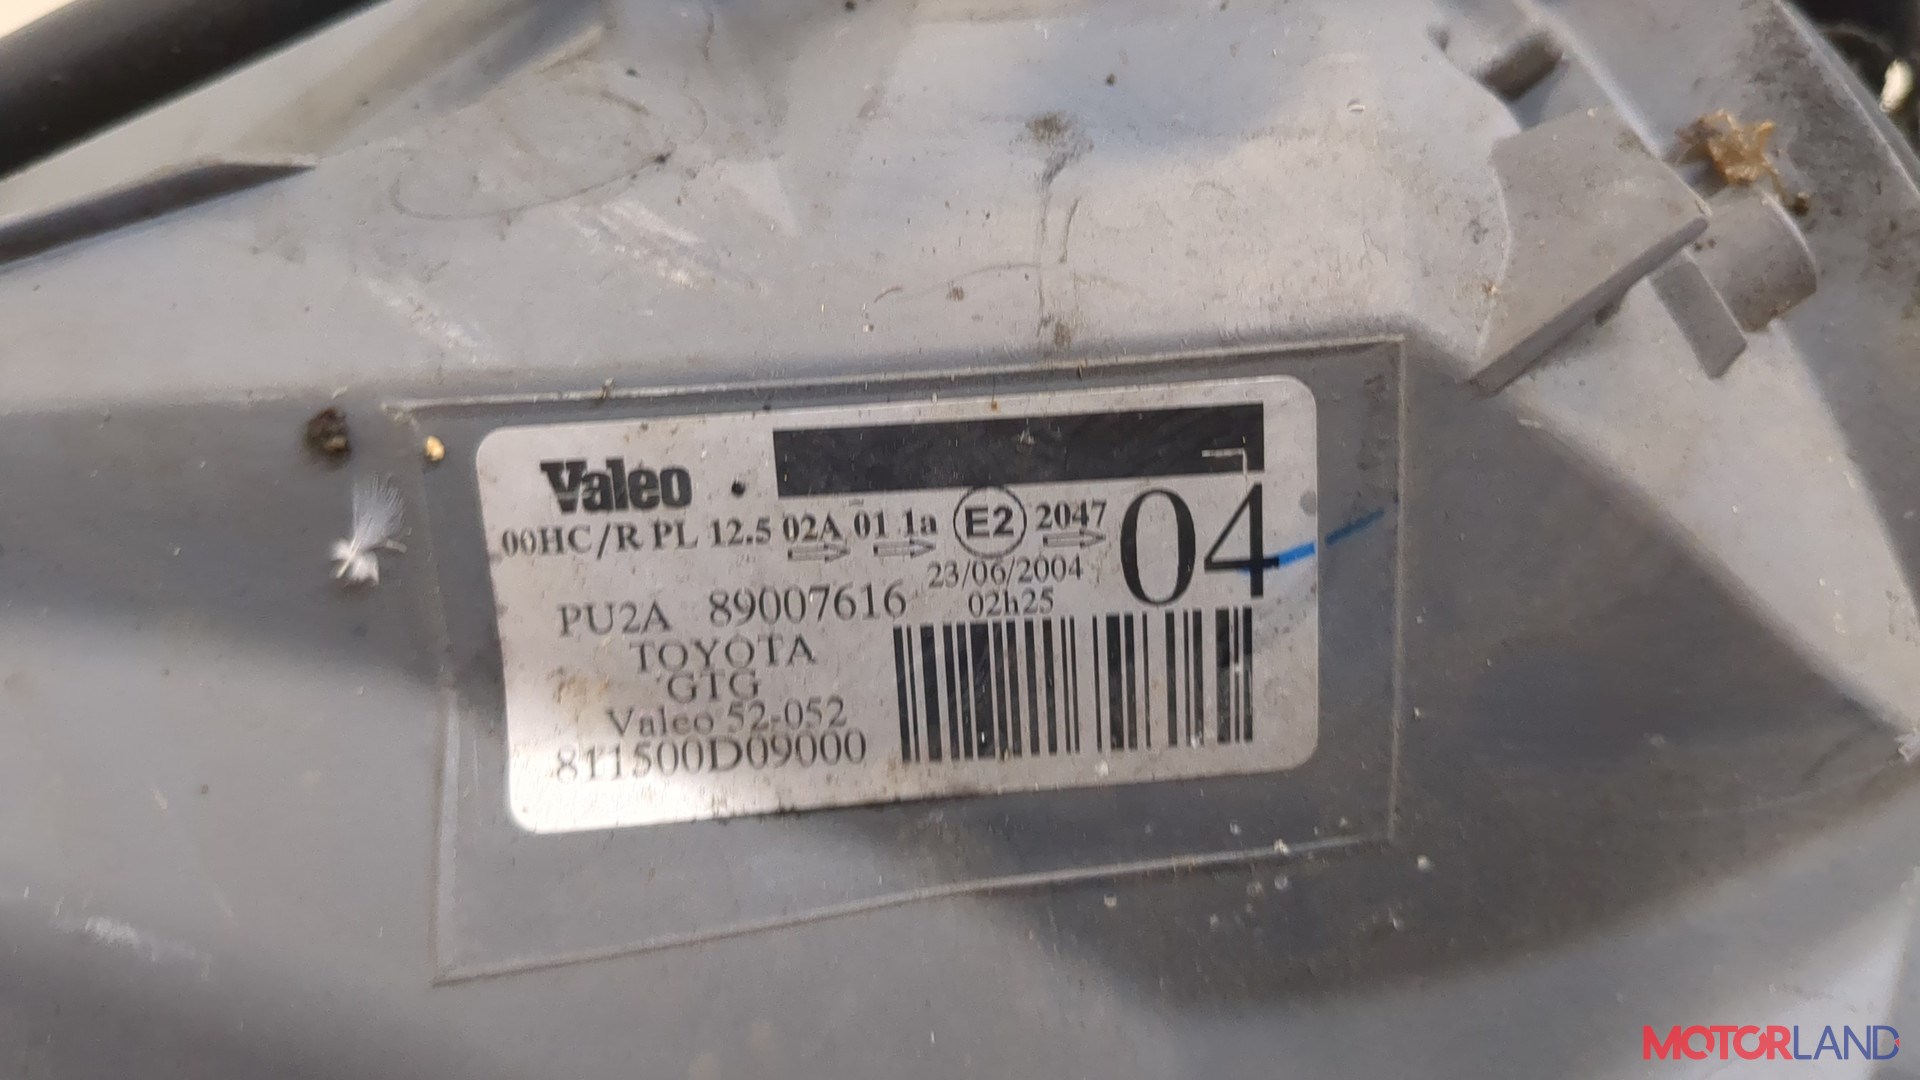 Valeo
00HC/R PL 12.5 02A 01 1a E2 2047
04
23/06/2004
PU2A 89007616 02h25
TOYOTA
GTG
Valeo 52-052
811500D09000
MOTORLAND